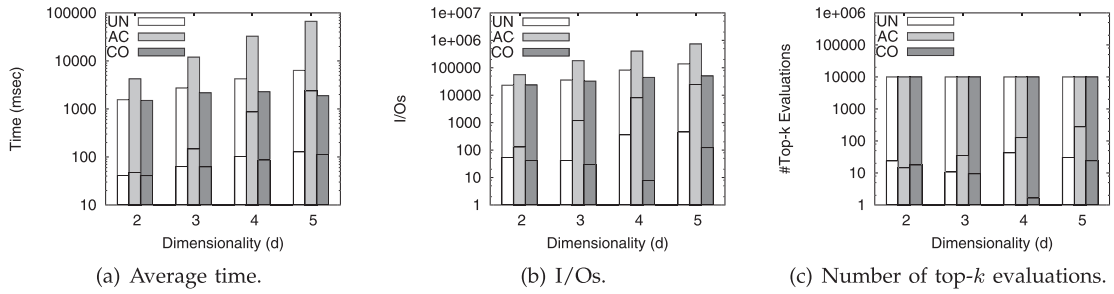 Time (msec)
100000
10000
1000
100
10
UN
AC
CO
2 3 4 5
Dimensionality (d)
(a) Average time.
I/Os
1e+007
1e+006
100000
10000
1000
100
10
1
UN
AC
CO
2 3 4 5
Dimensionality (d)
(b) I/Os.
#Top-k Evaluations
1e+006
100000
10000
1000
100
10
1
UN
AC
CO
2 3 4 5
Dimensionality (d)
(c) Number of top-k evaluations.